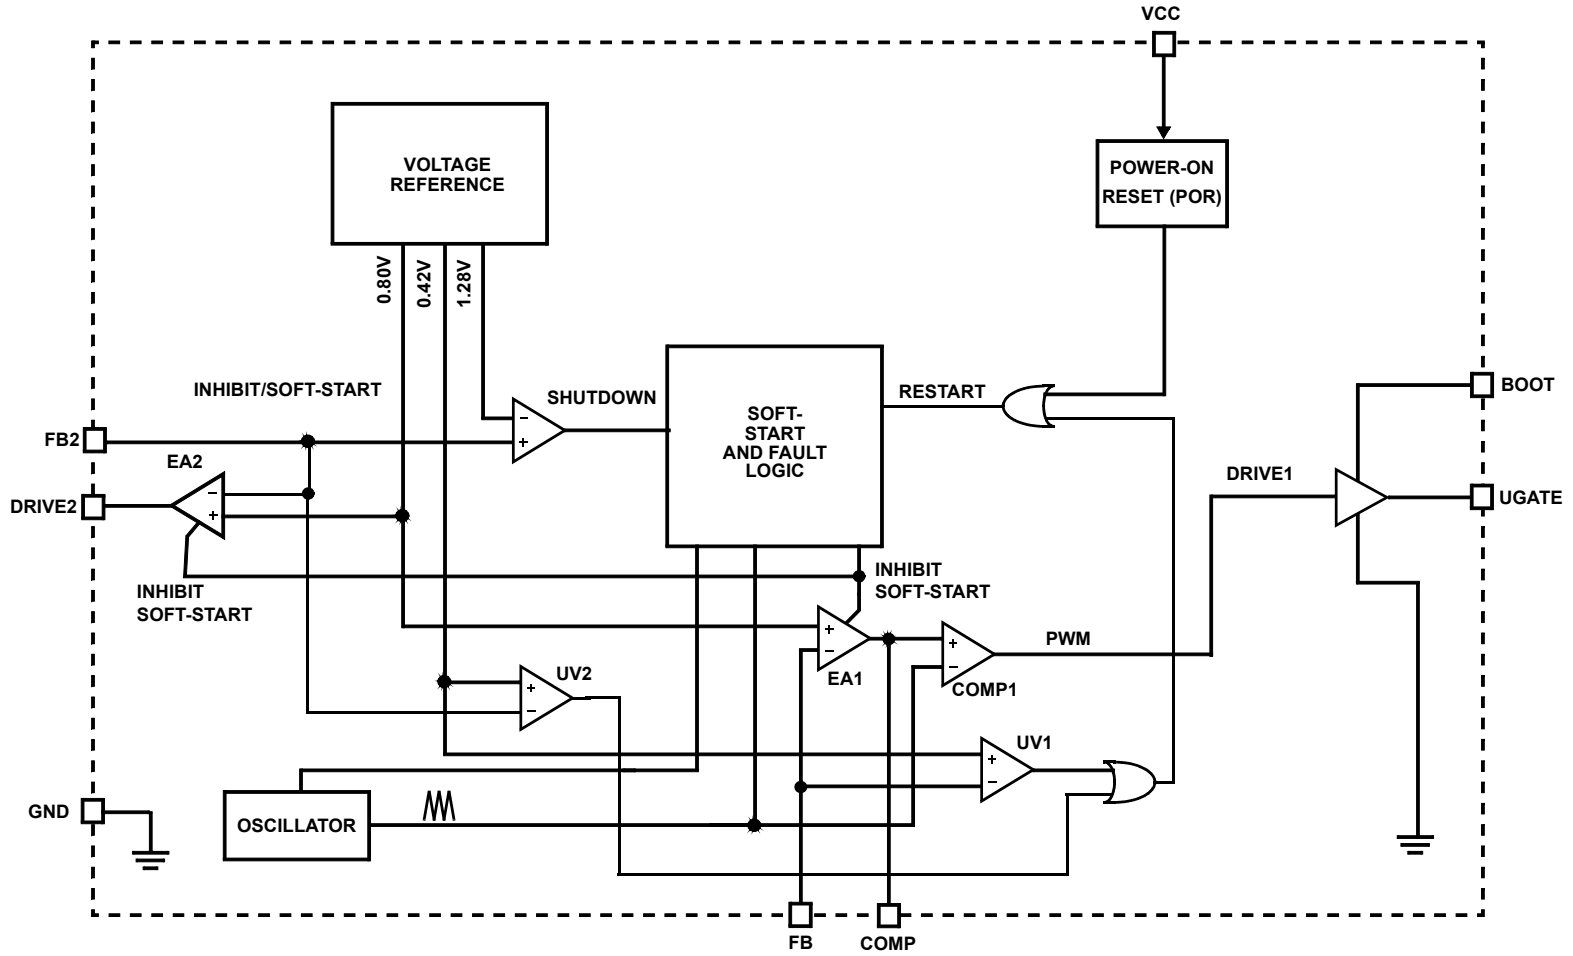 VCC
VOLTAGE
REFERENCE
POWER-ON
RESET (POR)
0.80V
0.42V
1.28V
INHIBIT/SOFT-START
SHUTDOWN
RESTART
BOOT
SOFT-
START
AND FAULT
LOGIC
FB2
EA2
-
+
-
+
DRIVE2
DRIVE1
UGATE
INHIBIT
SOFT-START
INHIBIT
SOFT-START
+
-
EA1
+
-
COMP1
PWM
UV2
+
-
UV1
+
-
GND
OSCILLATOR
FB
COMP